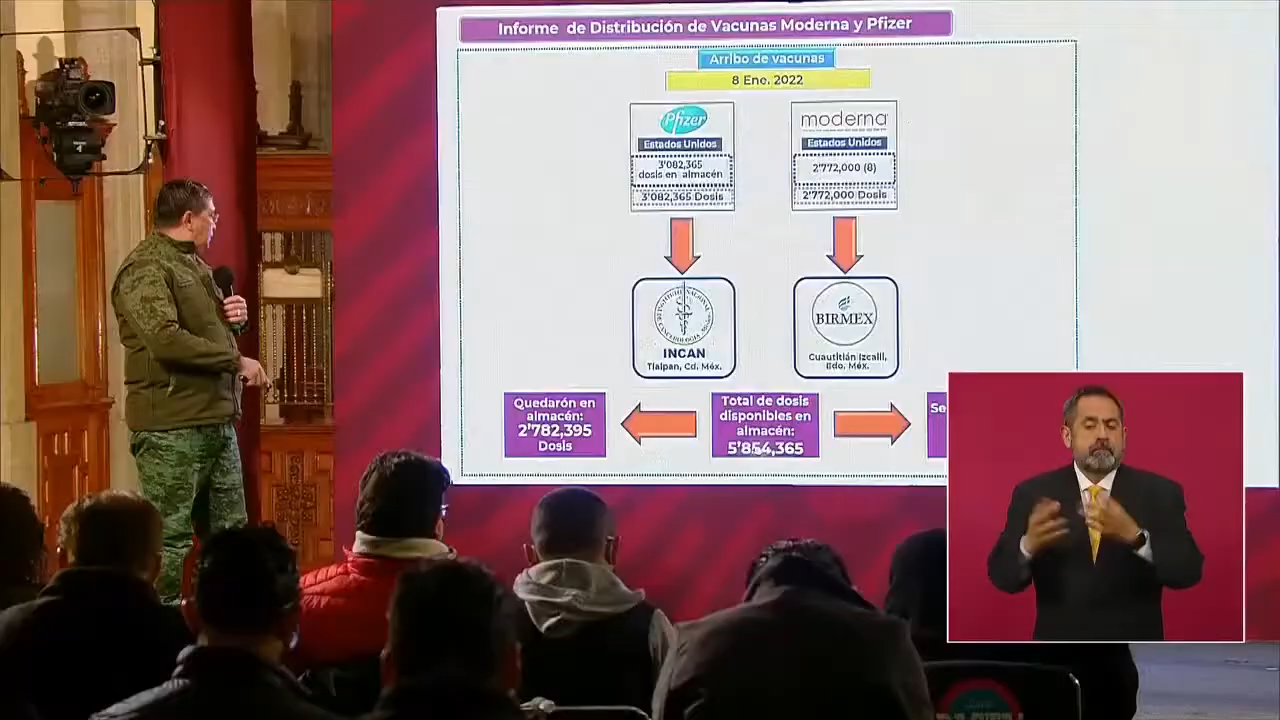 Informe de Distribución de Vacunas Moderna y Pfizer
Arribo de vacunas
8 Ene. 2022
Pfizer
Estados Unidos
3'082,365
dosis en almacén
3'082,365 Dosis
moderna
Estados Unidos
2'772,000 (8)
2'772,000 Dosis
INCAN
Tlalpan, Cd. Méx.
BIRMEX
Cuautitlán Izcalli,
Edo. Méx.
Quedarón en
almacén:
2'782,395
Dosis
Total de dosis
disponibles en
almacén:
5'854,365
Se